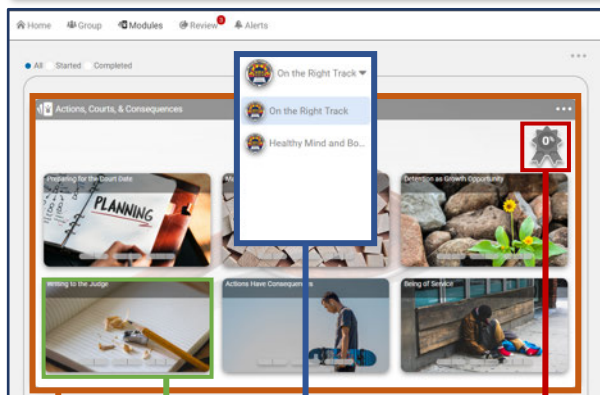 Home Group Modules Review Alerts
All Started Completed
On the Right Track
On the Right Track
Healthy Mind and Bo...
Actions, Courts, & Consequences
0%
Preparing for the Court Date
PLANNING
Detention as Growth Opportunity
Writing to the Judge
Actions Have Consequences
Being of Service